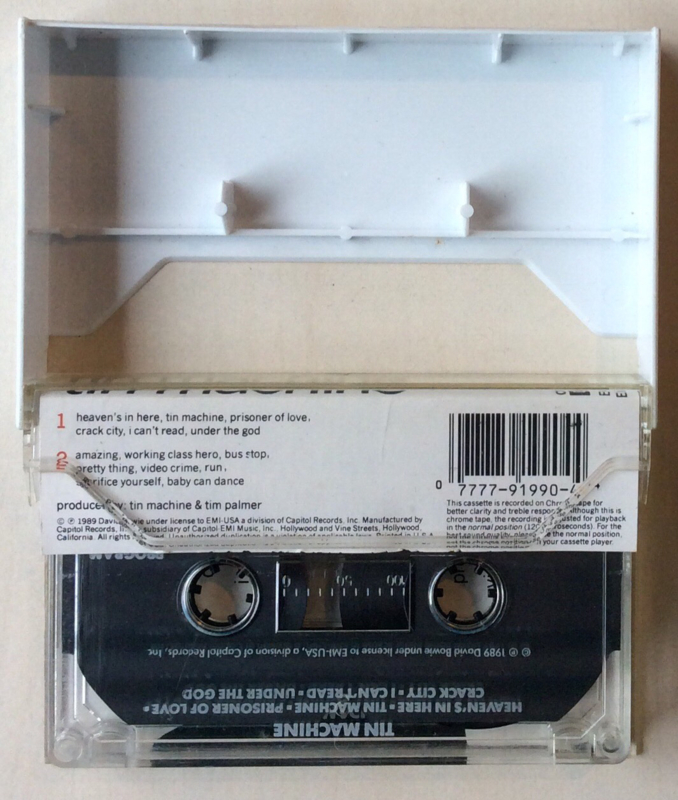 tin machine
1 heaven's in here, tin machine, prisoner of love,
crack city, i can't read, under the god
2 amazing, working class hero, bus stop,
pretty thing, video crime, run,
sacrifice yourself, baby can dance
produced by: tin machine & tim palmer
© ℗ 1989 David Bowie under license to EMI-USA a division of Capitol Records, Inc. Manufactured by
Capitol Records, Inc. subsidiary of Capitol-EMI Music, Inc., Hollywood and Vine Streets, Hollywood,
California. All rights Unauthorized duplication is a violation of applicable laws. Printed in U.S.A.
0 7777-91990-4
This cassette is recorded on Chrome tape for
better clarity and treble response. Although this is
chrome tape, the recording adjusted for playback
in the normal position (120 microseconds). For the
best sound quality, please the normal position,
your cassette player.
PROGRAM
0 50 100
© ℗ 1989 David Bowie under license to EMI-USA, a division of Capitol Records, Inc.
CRACK CITY • I CAN'T READ • UNDER THE GOD
HEAVEN'S IN HERE • TIN MACHINE • PRISONER OF LOVE •
TIN MACHINE